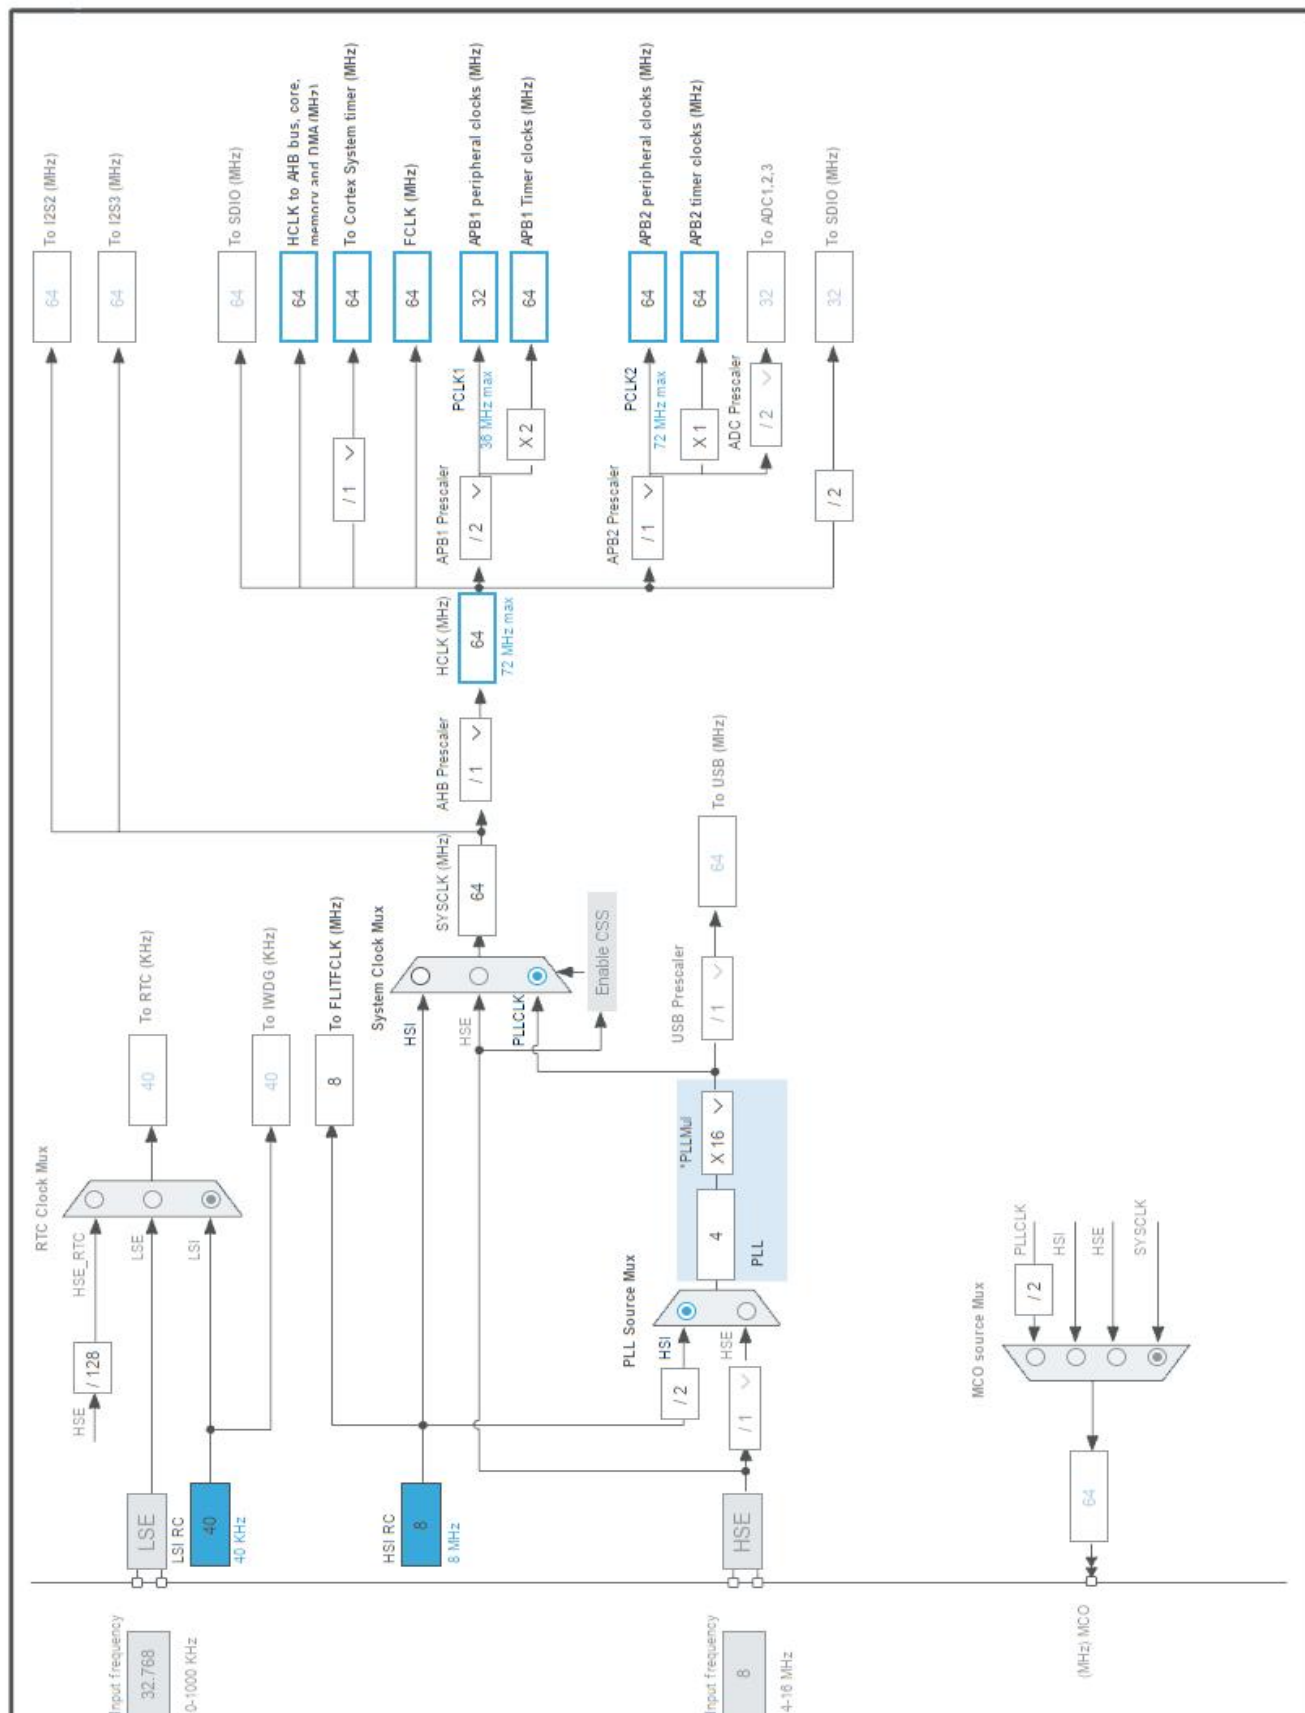 Input frequency
32.768
0-1000 KHz
LSE
LSI RC
40
40 KHz
HSE
/ 128
HSE_RTC
LSE
LSI
RTC Clock Mux
40
To RTC (KHz)
40
To IWDG (KHz)
8
To FLITFCLK (MHz)
HSI RC
8
8 MHz
System Clock Mux
HSI
HSE
PLLCLK
Enable CSS
SYSCLK (MHz)
64
AHB Prescaler
/ 1
HCLK (MHz)
64
72 MHz max
64
To I2S2 (MHz)
64
To I2S3 (MHz)
64
To SDIO (MHz)
64
HCLK to AHB bus, core,
memory and DMA (MHz)
/ 1
64
To Cortex System timer (MHz)
64
FCLK (MHz)
APB1 Prescaler
/ 2
PCLK1
36 MHz max
32
APB1 peripheral clocks (MHz)
X 2
64
APB1 Timer clocks (MHz)
APB2 Prescaler
/ 1
PCLK2
72 MHz max
64
APB2 peripheral clocks (MHz)
X 1
64
APB2 timer clocks (MHz)
ADC Prescaler
/ 2
32
To ADC1,2,3
/ 2
32
To SDIO (MHz)
Input frequency
8
4-16 MHz
HSE
/ 2
/ 1
PLL Source Mux
HSI
HSE
4
*PLLMul
X 16
PLL
USB Prescaler
/ 1
64
To USB (MHz)
MCO source Mux
/ 2
PLLCLK
HSI
HSE
SYSCLK
64
(MHz) MCO